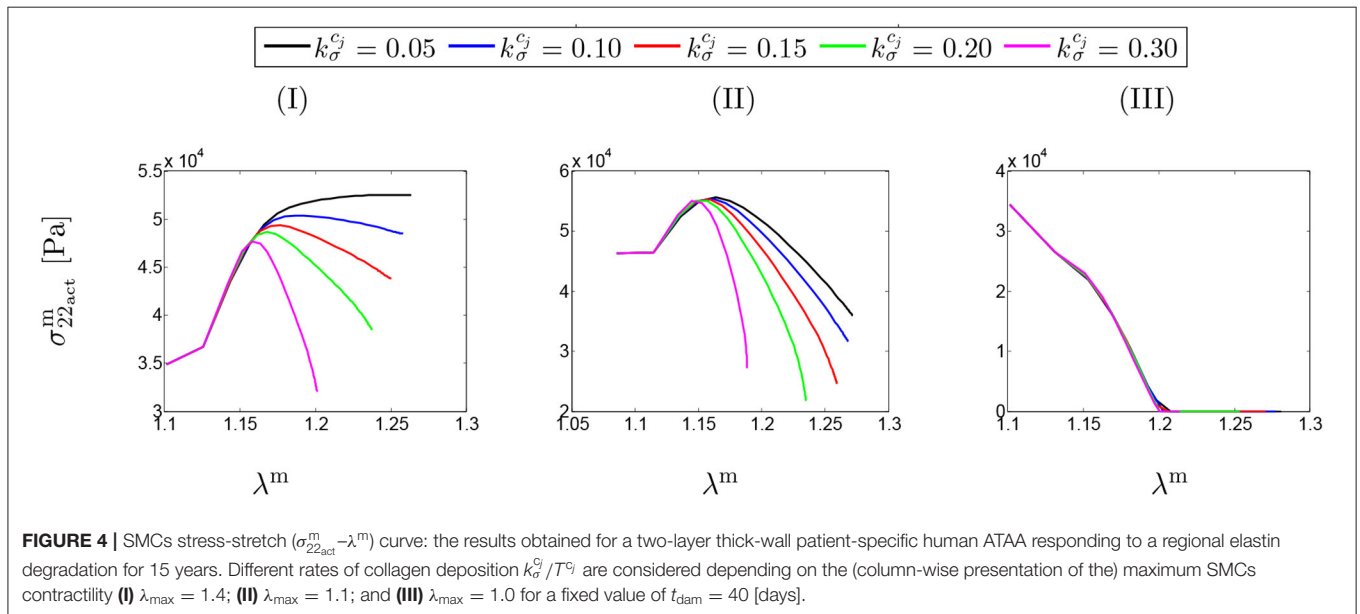 k_σ^{c_j} = 0.05 k_σ^{c_j} = 0.10 k_σ^{c_j} = 0.15 k_σ^{c_j} = 0.20 k_σ^{c_j} = 0.30
(I) (II) (III)
x 10^4 x 10^4 x 10^4
5.5 6 4
5
4.5 5 3
4 4 2
3.5 3 1
3 2 0
1.1 1.15 1.2 1.25 1.3
1.05 1.1 1.15 1.2 1.25 1.3
1.1 1.15 1.2 1.25 1.3
σ^m_{22_act} [Pa]
λ^m λ^m λ^m
FIGURE 4 | SMCs stress-stretch (σ^m_{22_act}–λ^m) curve: the results obtained for a two-layer thick-wall patient-specific human ATAA responding to a regional elastin
degradation for 15 years. Different rates of collagen deposition k_σ^{c_j}/T^{c_j} are considered depending on the (column-wise presentation of the) maximum SMCs
contractility (I) λ_max = 1.4; (II) λ_max = 1.1; and (III) λ_max = 1.0 for a fixed value of t_dam = 40 [days].